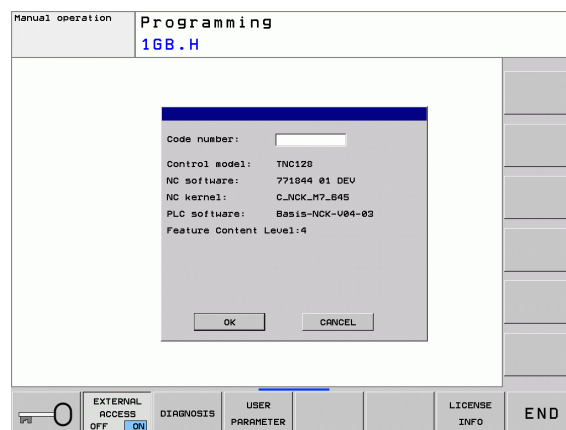 Manual operation
Programming
1GB.H
Code number:
Control model: TNC128
NC software: 771844 01 DEV
NC kernel: C_NCK_M7_645
PLC software: Basis-NCK-V04-03
Feature Content Level:4
OK CANCEL
EXTERNAL ACCESS
OFF ON
DIAGNOSIS
USER PARAMETER
LICENSE INFO
END